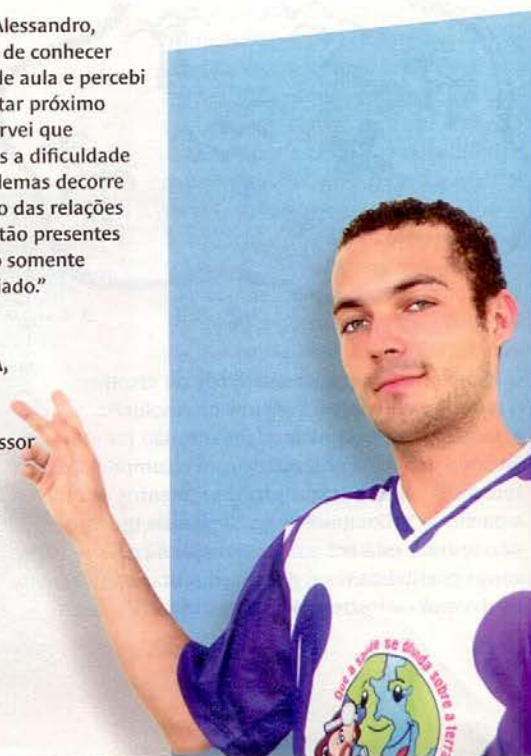 Alessandro,
de conhecer
de aula e percebi
tar próximo
rvei que
s a dificuldade
lemas decorre
o das relações
tão presentes
o somente
iado."
A,
ssor
Que a saúde se difunda sobre a terra